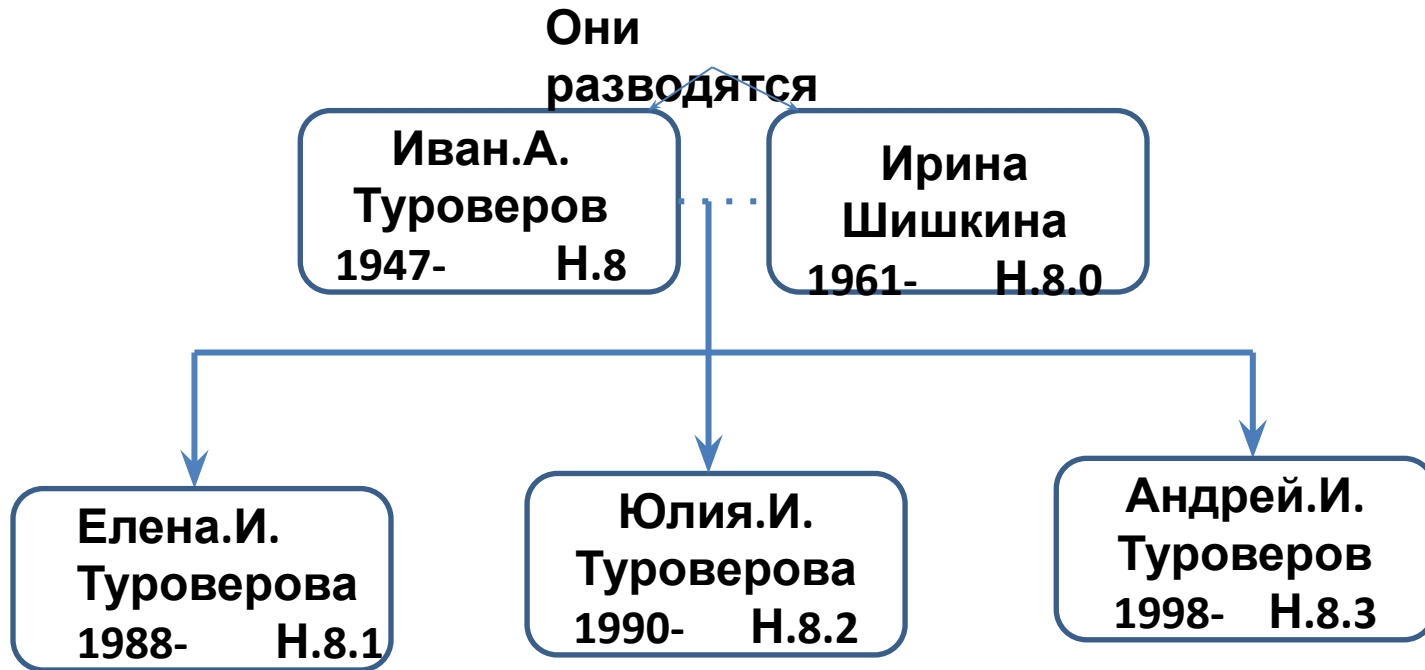 Они
разводятся
Иван.А.
Туроверов
1947- Н.8
Ирина
Шишкина
1961- Н.8.0
Елена.И.
Туроверова
1988- Н.8.1
Юлия.И.
Туроверова
1990- Н.8.2
Андрей.И.
Туроверов
1998- Н.8.3